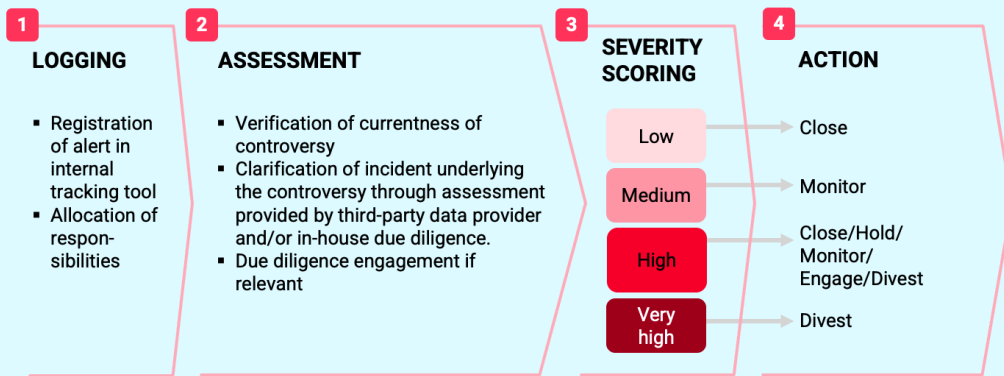 1
LOGGING
▪ Registration
of alert in
internal
tracking tool
▪ Allocation of
respon-
sibilities
2
ASSESSMENT
▪ Verification of currentness of
controversy
▪ Clarification of incident underlying
the controversy through assessment
provided by third-party data provider
and/or in-house due diligence.
▪ Due diligence engagement if
relevant
3
SEVERITY
SCORING
Low
Medium
High
Very
high
4
ACTION
Close
Monitor
Close/Hold/
Monitor/
Engage/Divest
Divest